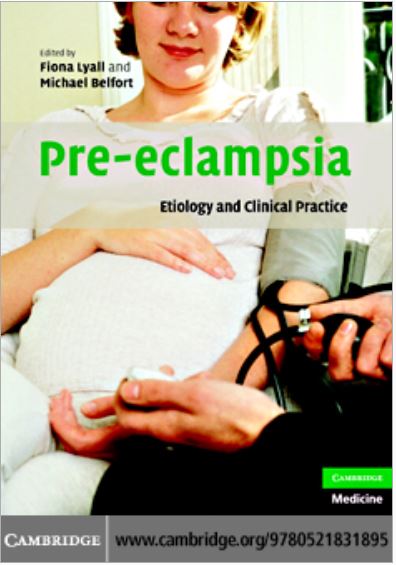 Edited by
Fiona Lyall and
Michael Belfort
Pre-eclampsia
Etiology and Clinical Practice
CAMBRIDGE
Medicine
CAMBRIDGE
www.cambridge.org/9780521831895